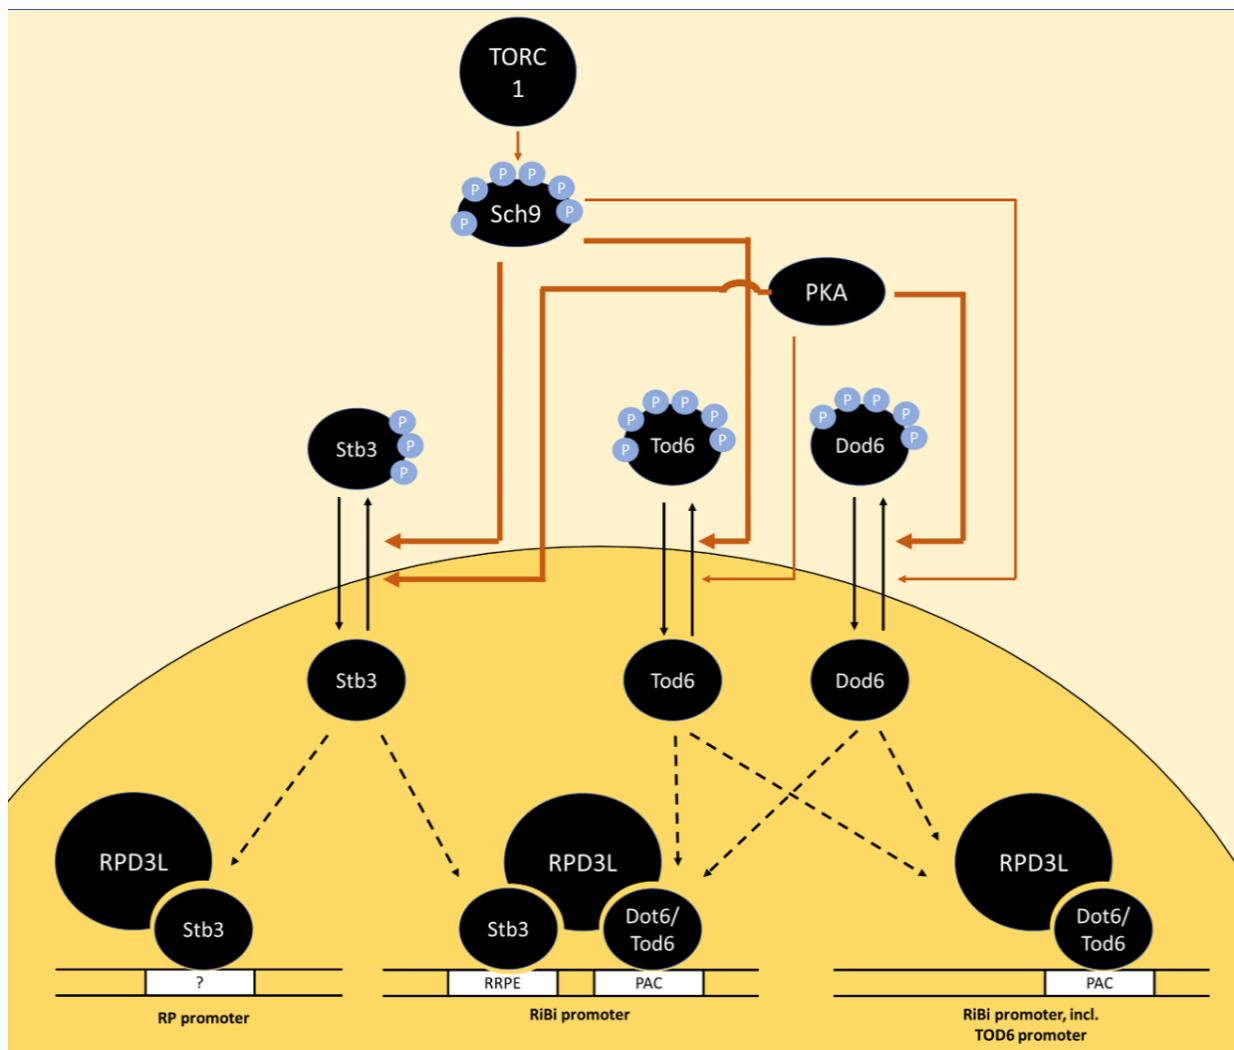 TORC
1
P
P
P
P
P
P
Sch9
PKA
P
P
P
Stb3
P
P
P
P
P
P
Tod6
P
P
P
P
P
Dod6
Stb3
Tod6
Dod6
RPD3L
Stb3
?
RP promoter
RPD3L
Stb3
Dot6/
Tod6
RRPE
PAC
RiBi promoter
RPD3L
Dot6/
Tod6
PAC
RiBi promoter, incl.
TOD6 promoter